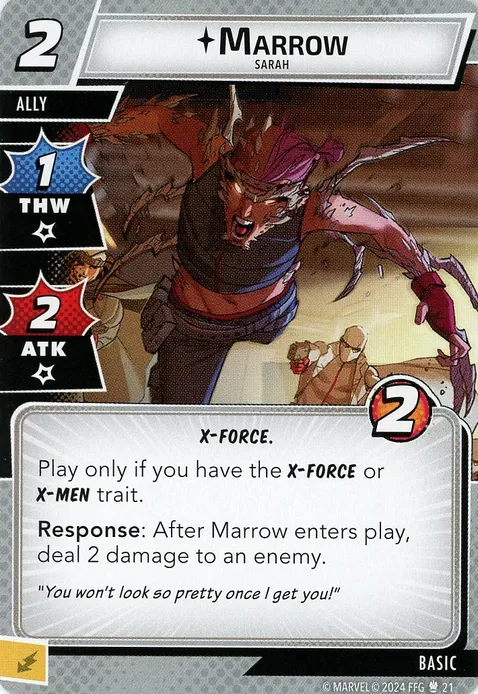 2
MARROW
SARAH
ALLY
1
THW
2
ATK
2
X-FORCE.
Play only if you have the X-FORCE or
X-MEN trait.
Response: After Marrow enters play,
deal 2 damage to an enemy.
"You won't look so pretty once I get you!"
BASIC
© MARVEL © 2024 FFG 21